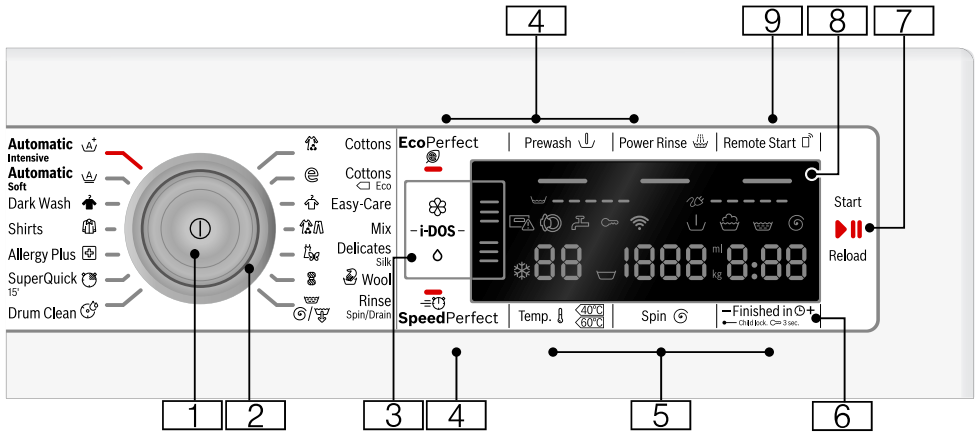 4
9
8
7
Automatic
Intensive
Automatic
Soft
Dark Wash
Shirts
Allergy Plus
SuperQuick
15'
Drum Clean
Cottons
Cottons
Eco
Easy-Care
Mix
Delicates
Silk
Wool
Rinse
Spin/Drain
EcoPerfect
Prewash
Power Rinse
Remote Start
i-DOS
88
1888 ml
kg
8:88
Start
Reload
SpeedPerfect
Temp.
40°C
60°C
Spin
– Finished in +
Child lock. 3 sec.
1
2
3
4
5
6